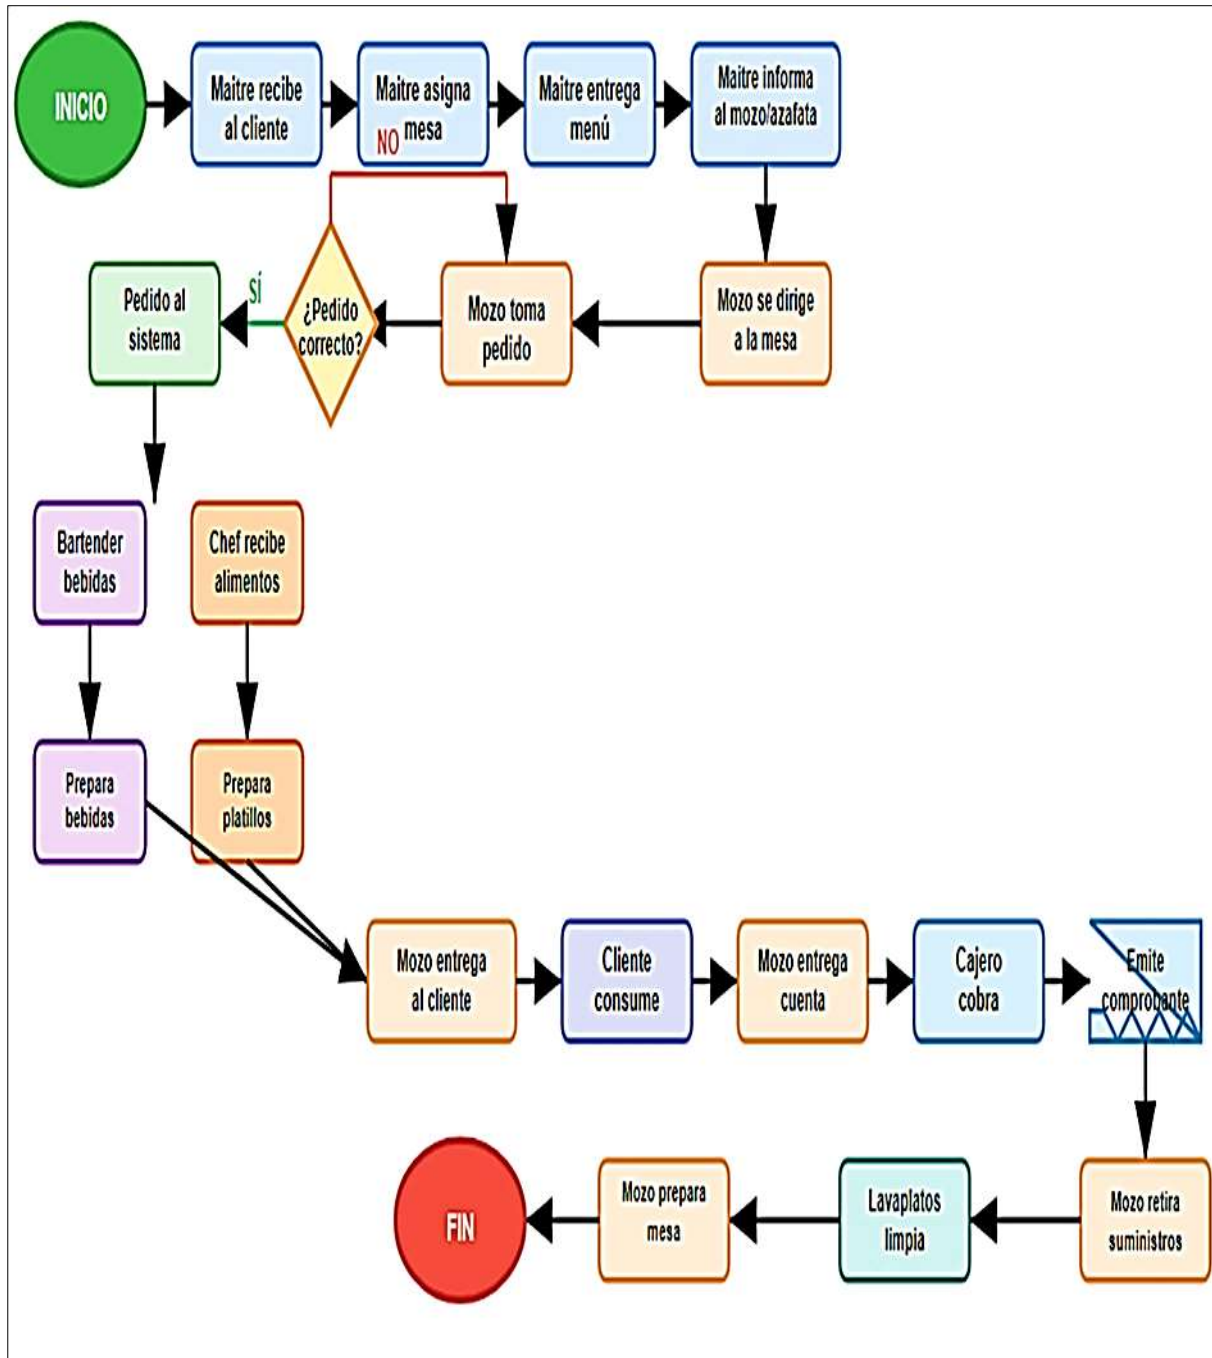 INICIO
Maitre recibe
al cliente
Maitre asigna
mesa
NO
Maitre entrega
menú
Maitre informa
al mozo/azafata
Pedido al
sistema
SÍ
¿Pedido
correcto?
Mozo toma
pedido
Mozo se dirige
a la mesa
Bartender
bebidas
Chef recibe
alimentos
Prepara
bebidas
Prepara
platillos
Mozo entrega
al cliente
Cliente
consume
Mozo entrega
cuenta
Cajero
cobra
Emite
comprobante
FIN
Mozo prepara
mesa
Lavaplatos
limpia
Mozo retira
suministros